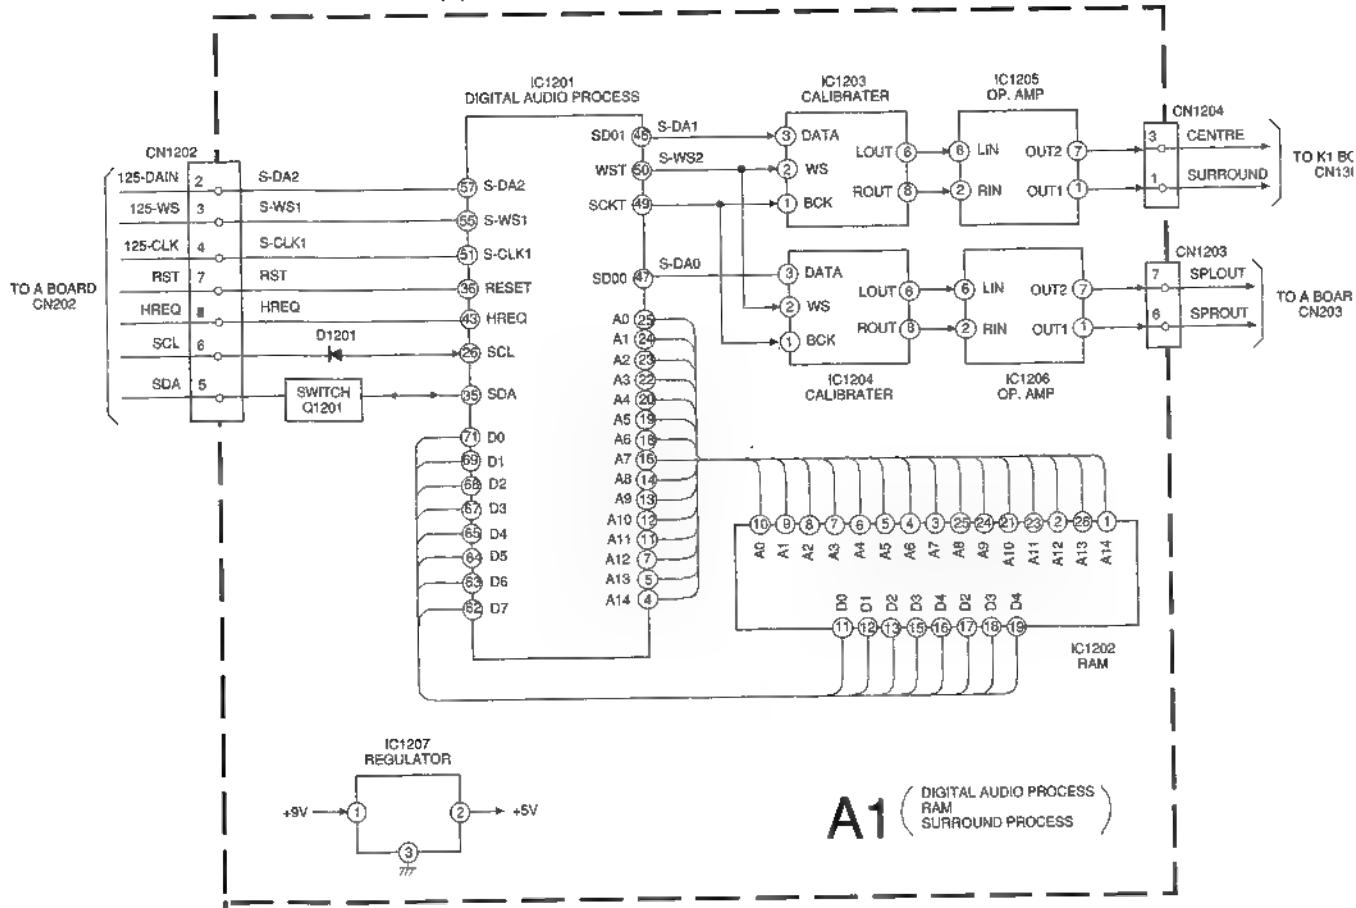 IC1201
DIGITAL AUDIO PROCESS
IC1203
CALIBRATER
IC1205
OP. AMP
CN1204
CN1202
125-DAIN 2 S-DA2 57 S-DA2
125-WS 3 S-WS1 55 S-WS1
125-CLK 4 S-CLK1 51 S-CLK1
RST 7 RST 36 RESET
HREQ HREQ 43 HREQ
SCL 6 D1201 26 SCL
SDA 5 SWITCH Q1201 35 SDA
TO A BOARD
CN202
71 D0
69 D1
68 D2
67 D3
65 D4
64 D5
63 D6
62 D7
SD01 46 S-DA1
WST 50 S-WS2
SCKT 49
SD00 47 S-DA0
A0 25
A1 24
A2 23
A3 22
A4 20
A5 19
A6 18
A7 16
A8 14
A9 13
A10 12
A11 11
A12 7
A13 5
A14 4
3 DATA
2 WS
1 BCK
LOUT 6
ROUT 8
6 LIN
2 RIN
OUT2 7
OUT1 1
3 CENTRE
1 SURROUND
TO K1 BO
3 DATA
2 WS
1 BCK
LOUT 6
ROUT 8
IC1204
CALIBRATER
6 LIN
2 RIN
OUT2 7
OUT1 1
IC1206
OP. AMP
CN1203
7 SPLOUT
6 SPROUT
TO A BOAR
CN203
10 9 8 7 6 5 4 3 25 24 21 23 2 26 1
A0 A1 A2 A3 A4 A5 A6 A7 A8 A9 A10 A11 A12 A13 A14
D0 D1 D2 D3 D4 D2 D3 D4
11 12 13 15 16 17 18 19
IC1202
RAM
IC1207
REGULATOR
+9V 1 2 +5V
3
A1
DIGITAL AUDIO PROCESS
RAM
SURROUND PROCESS